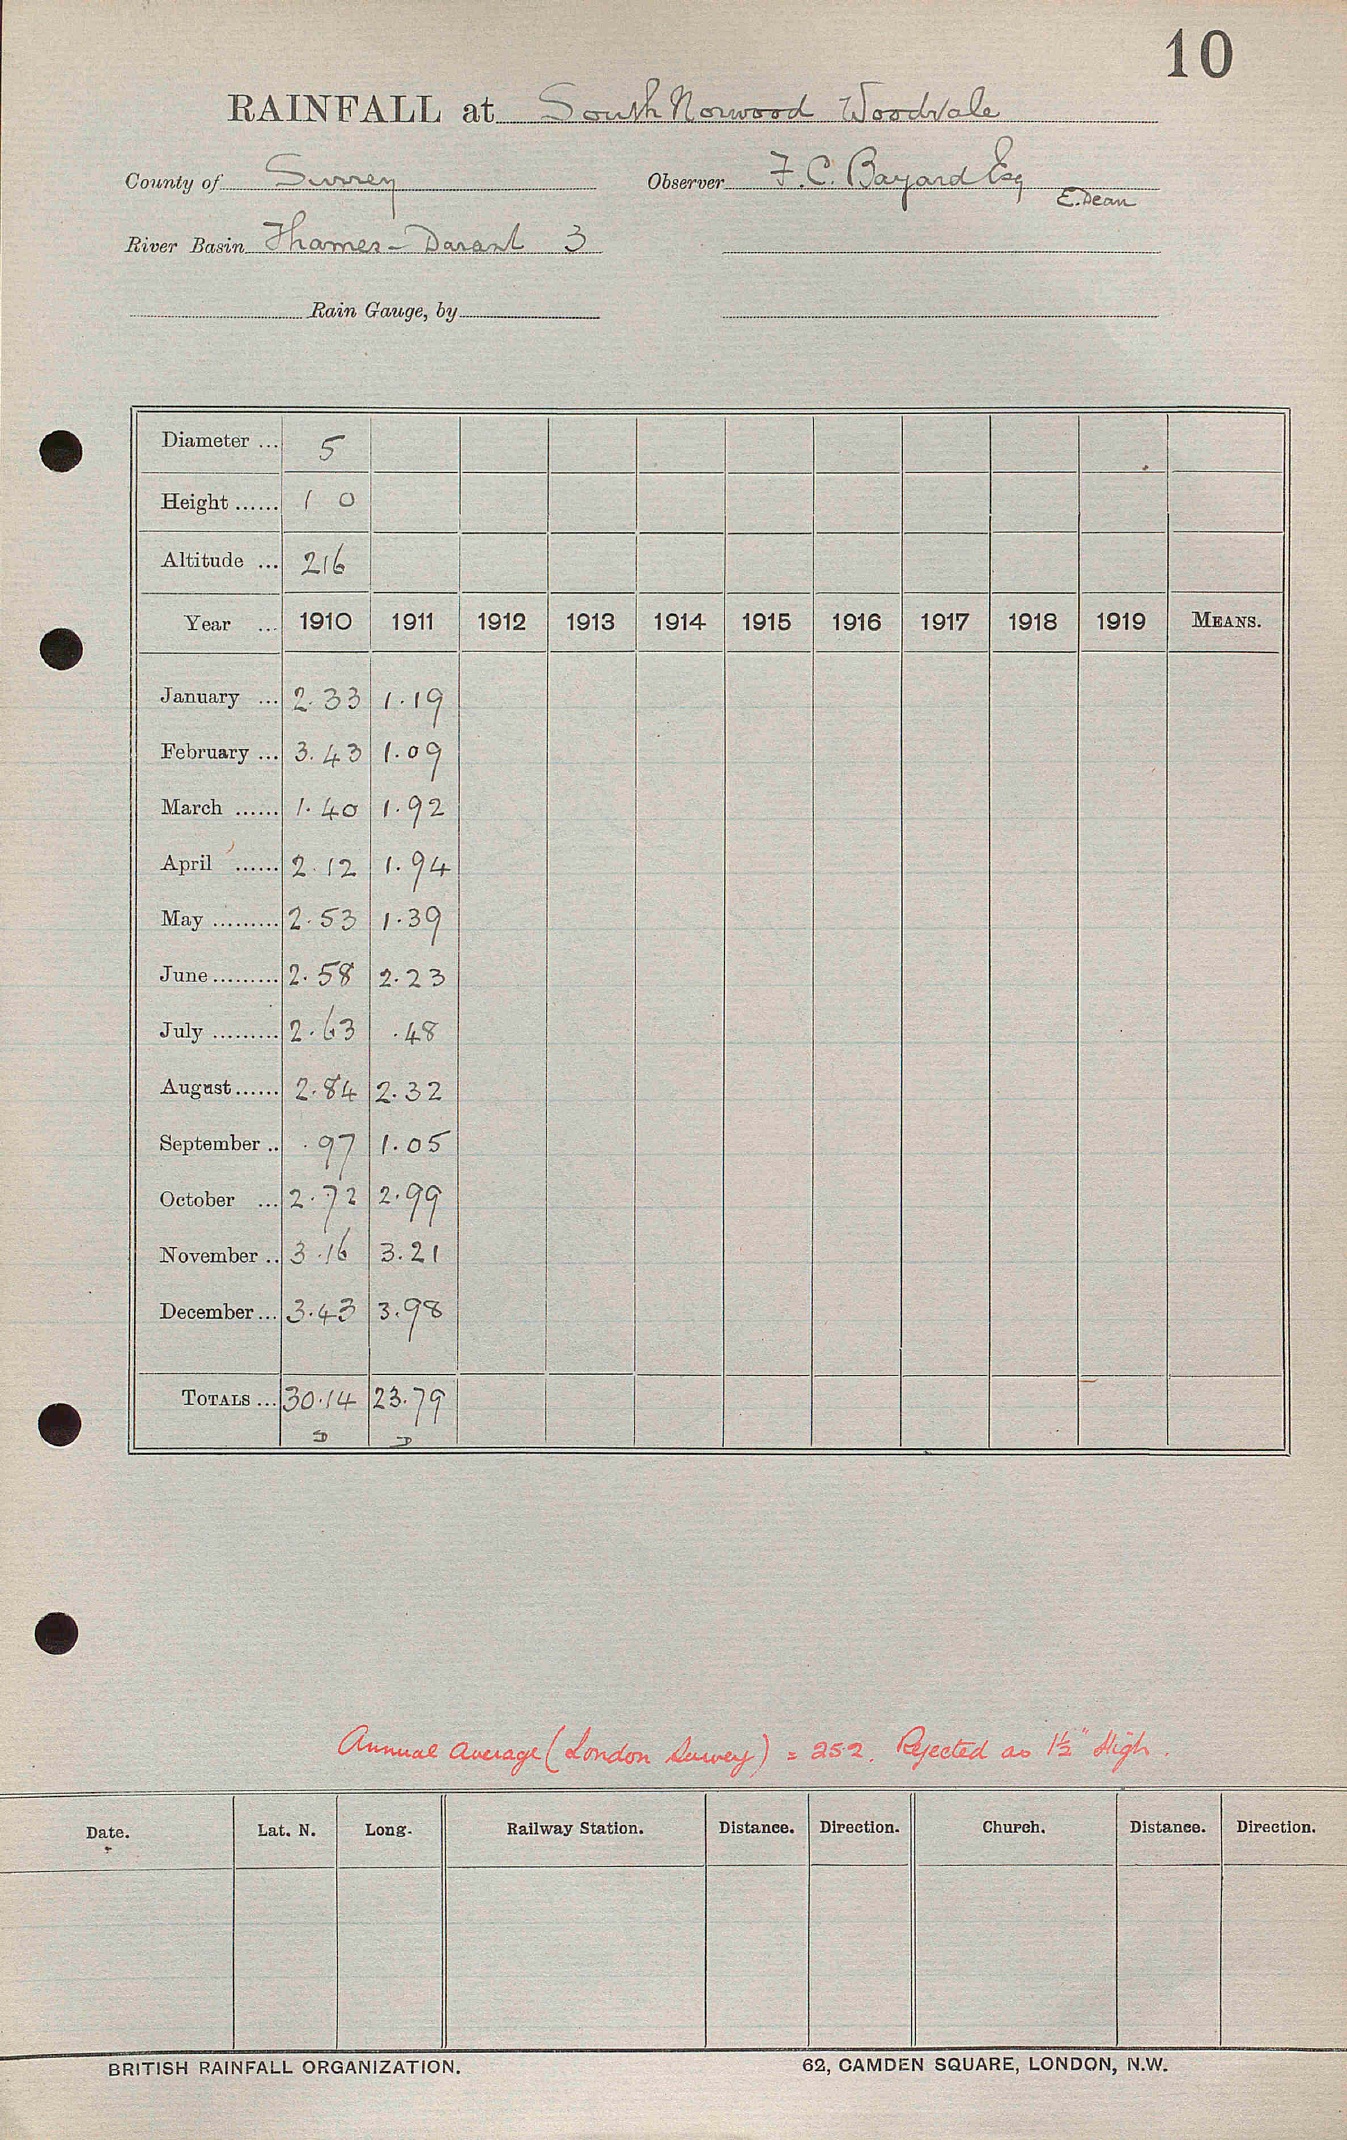 10
RAINFALL at South Norwood Woodvale
County of Surrey Observer F. C. Bayard Esq
E. Dean
River Basin Thames - Darent 3
Rain Gauge, by
Diameter ... 5
Height ...... 1 0
Altitude ... 216
Year ... 1910 1911 1912 1913 1914 1915 1916 1917 1918 1919 MEANS.
January ... 2.33 1.19
February ... 3.43 1.09
March ...... 1.40 1.92
April ...... 2.12 1.94
May ......... 2.53 1.39
June ......... 2.58 2.23
July ......... 2.63 .48
August ...... 2.84 2.32
September .. .97 1.05
October ... 2.72 2.99
November .. 3.16 3.21
December ... 3.43 3.98
TOTALS ... 30.14 23.79
Annual Average (London Survey) = 25.2. Rejected as 1½" High.
Date. Lat. N. Long. Railway Station. Distance. Direction. Church. Distance. Direction.
BRITISH RAINFALL ORGANIZATION. 62, CAMDEN SQUARE, LONDON, N.W.